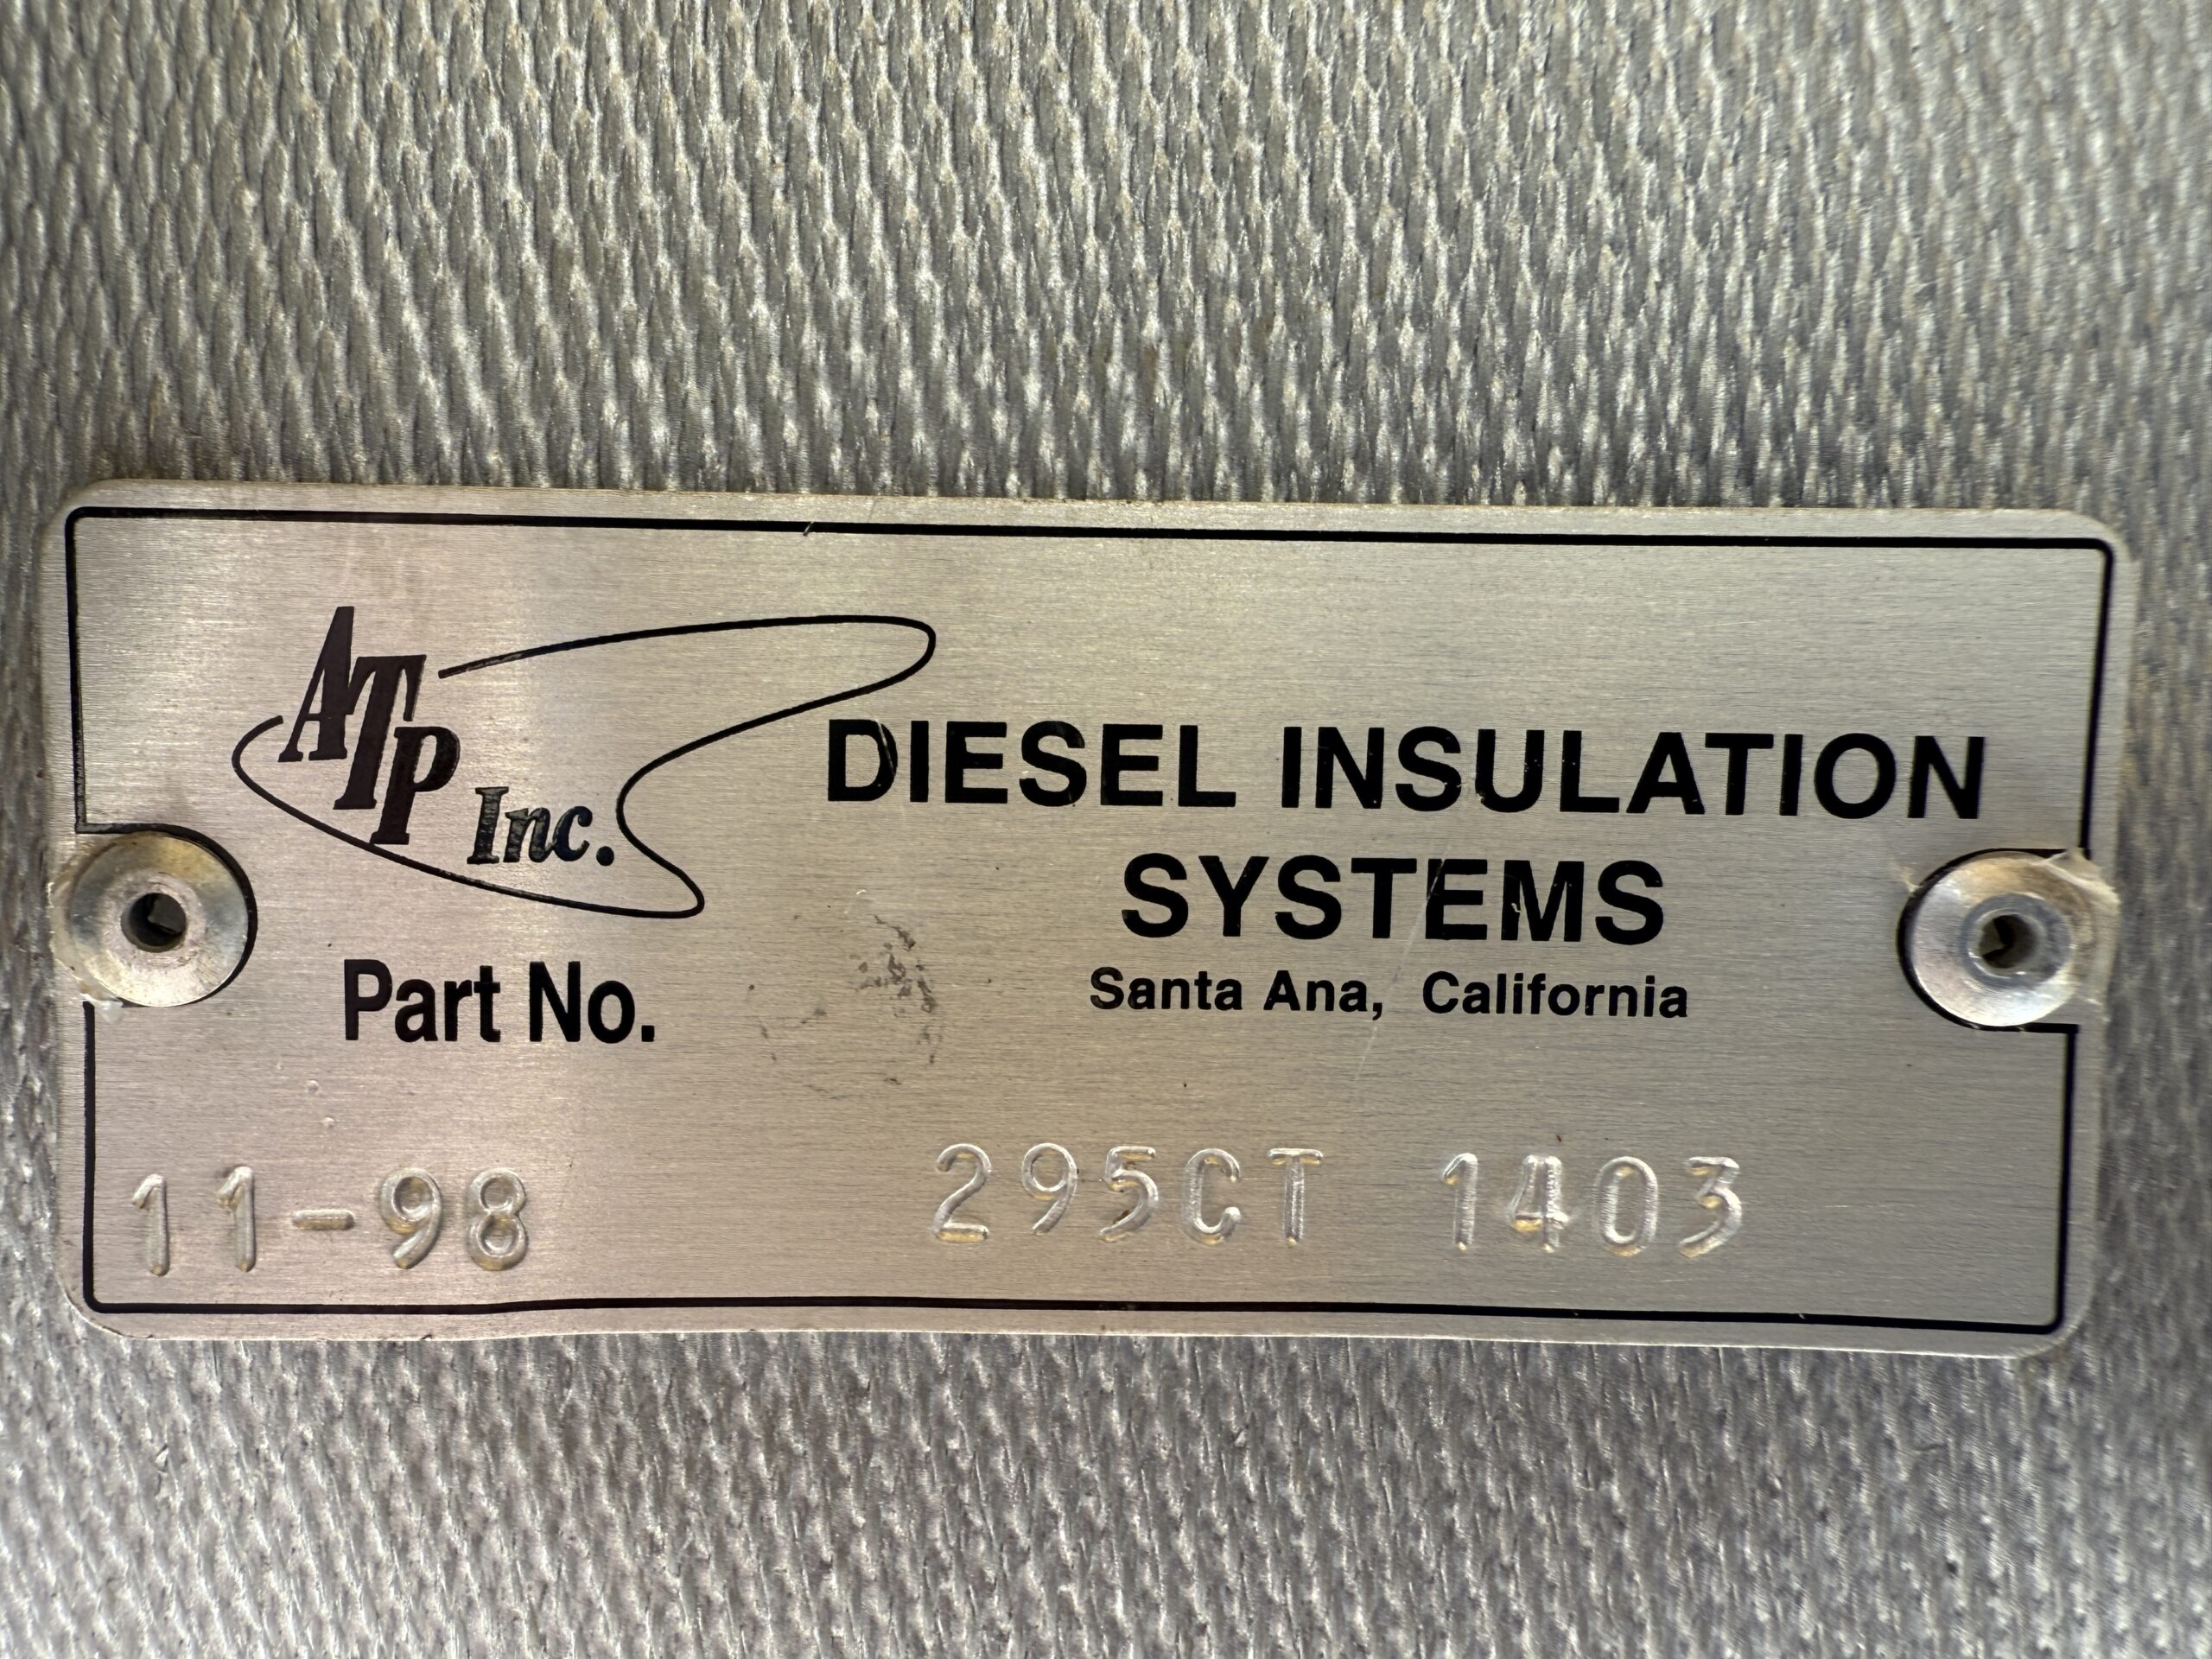 ATP Inc.
DIESEL INSULATION
SYSTEMS
Santa Ana, California
Part No.
11-98 295CT 1403